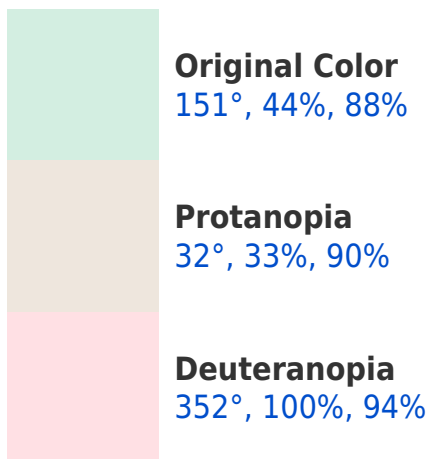 Original Color
151°, 44%, 88%
Protanopia
32°, 33%, 90%
Deuteranopia
352°, 100%, 94%